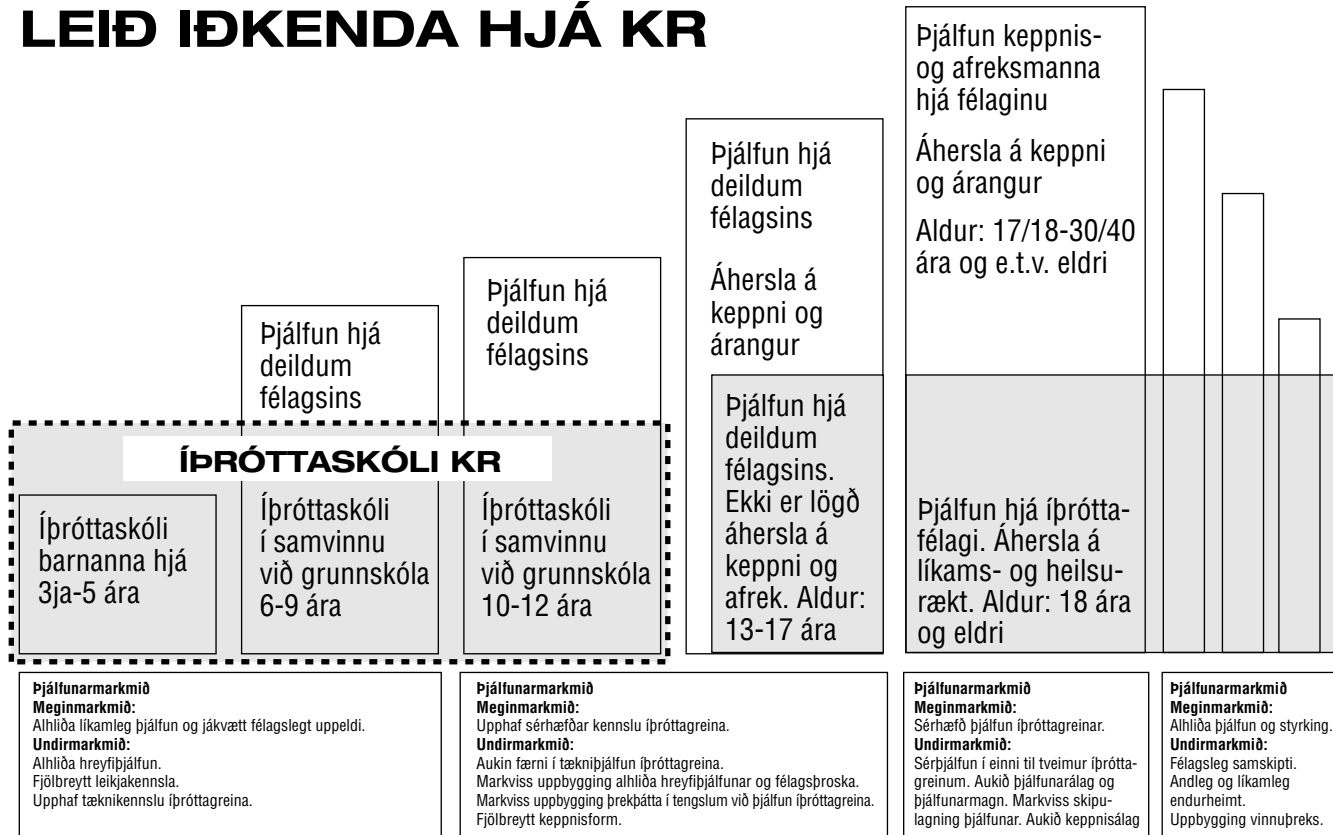 LEIÐ IÐKENDA HJÁ KR
Þjálfun hjá
deildum
félagsins
Þjálfun hjá
deildum
félagsins
Þjálfun hjá
deildum
félagsins
Áhersla á
keppni og
árangur
Þjálfun keppnis-
og afreksmanna
hjá félaginu
Áhersla á keppni
og árangur
Aldur: 17/18-30/40
ára og e.t.v. eldri
ÍÞRÓTTASKÓLI KR
Íþróttaskóli
barnanna hjá
3ja-5 ára
Íþróttaskóli
í samvinnu
við grunnskóla
6-9 ára
Íþróttaskóli
í samvinnu
við grunnskóla
10-12 ára
Þjálfun hjá
deildum
félagsins.
Ekki er lögð
áhersla á
keppni og
afrek. Aldur:
13-17 ára
Þjálfun hjá íþrótta-
félagi. Áhersla á
líkams- og heilsu-
rækt. Aldur: 18 ára
og eldri
Þjálfunarmarkmið
Meginmarkmið:
Alhliða líkamleg þjálfun og jákvætt félagslegt uppeldi.
Undirmarkmið:
Alhliða hreyfiþjálfun.
Fjölbreytt leikjakennsla.
Upphaf tæknikennslu íþróttagreina.
Þjálfunarmarkmið
Meginmarkmið:
Upphaf sérhæfðar kennslu íþróttagreina.
Undirmarkmið:
Aukin færni í tækniþjálfun íþróttagreina.
Markviss uppbygging alhliða hreyfiþjálfunar og félagsþroska.
Markviss uppbygging þrekþátta í tengslum við þjálfun íþróttagreina.
Fjölbreytt keppnisform.
Þjálfunarmarkmið
Meginmarkmið:
Sérhæfð þjálfun íþróttagreinar.
Undirmarkmið:
Sérþjálfun í einni til tveimur íþrótta-
greinum. Aukið þjálfunarálag og
þjálfunarmagn. Markviss skipu-
lagning þjálfunar. Aukið keppnisálag
Þjálfunarmarkmið
Meginmarkmið:
Alhliða þjálfun og styrking.
Undirmarkmið:
Félagsleg samskipti.
Andleg og líkamleg
endurheimt.
Uppbygging vinnuþreks.